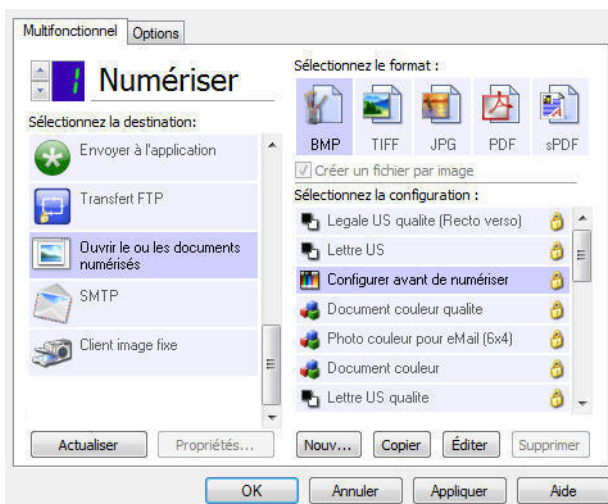 Multifonctionnel
Options
1
Numériser
Sélectionnez la destination:
Envoyer à l'application
Transfert FTP
Ouvrir le ou les documents
numérisés
SMTP
Client image fixe
Actualiser
Propriétés...
Sélectionnez le format :
BMP
TIFF
JPG
PDF
sPDF
Créer un fichier par image
Sélectionnez la configuration :
Legale US qualite (Recto verso)
Lettre US
Configurer avant de numériser
Document couleur qualite
Photo couleur pour eMail (6x4)
Document couleur
Lettre US qualite
Nouv...
Copier
Éditer
Supprimer
OK
Annuler
Appliquer
Aide